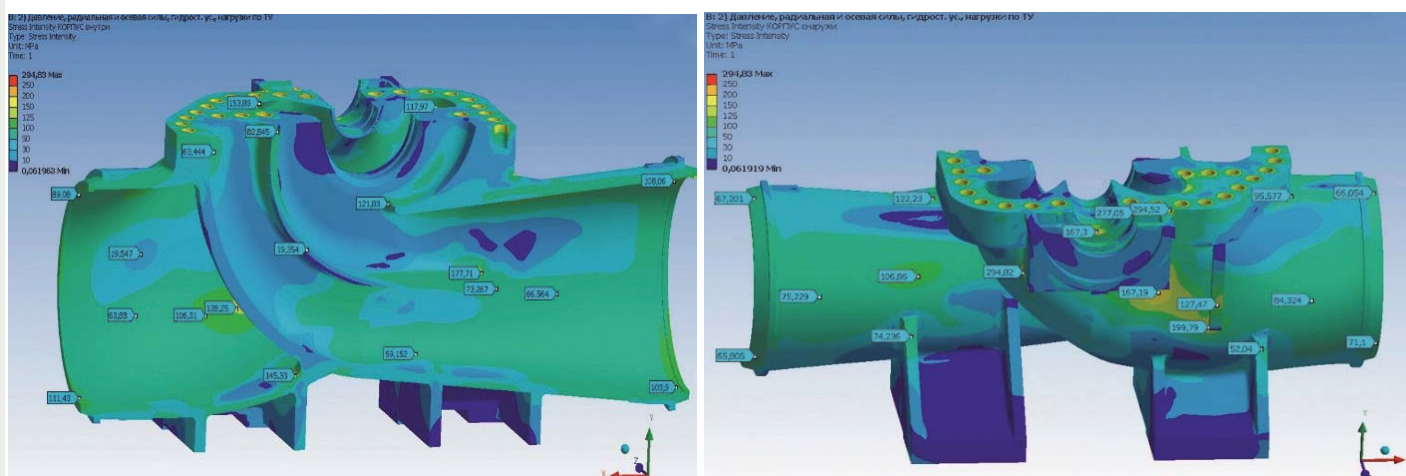 B: 2) Давление, радиальная и осевая силы, гидрост. ус., нагрузки по ТУ
Stress Intensity КОРПУС внутри
Type: Stress Intensity
Unit: MPa
Time: 1
294,83 Max
250
200
150
125
100
50
30
10
0,061963 Min
153,89
117,97
82,845
63,444
89,08
108,06
121,83
19,547
19,354
177,71
73,267
66,564
128,25
63,88
106,31
59,152
145,33
111,43
103,9
Y
X
Z
B: 2) Давление, радиальная и осевая силы, гидрост. ус., нагрузки по ТУ
Stress Intensity КОРПУС снаружи
Type: Stress Intensity
Unit: MPa
Time: 1
294,83 Max
250
200
150
125
100
50
30
10
0,061919 Min
67,201
122,23
95,577
66,054
277,05
294,52
167,3
294,82
106,86
75,229
167,19
127,47
84,324
199,79
74,236
52,04
71,1
65,805
Y